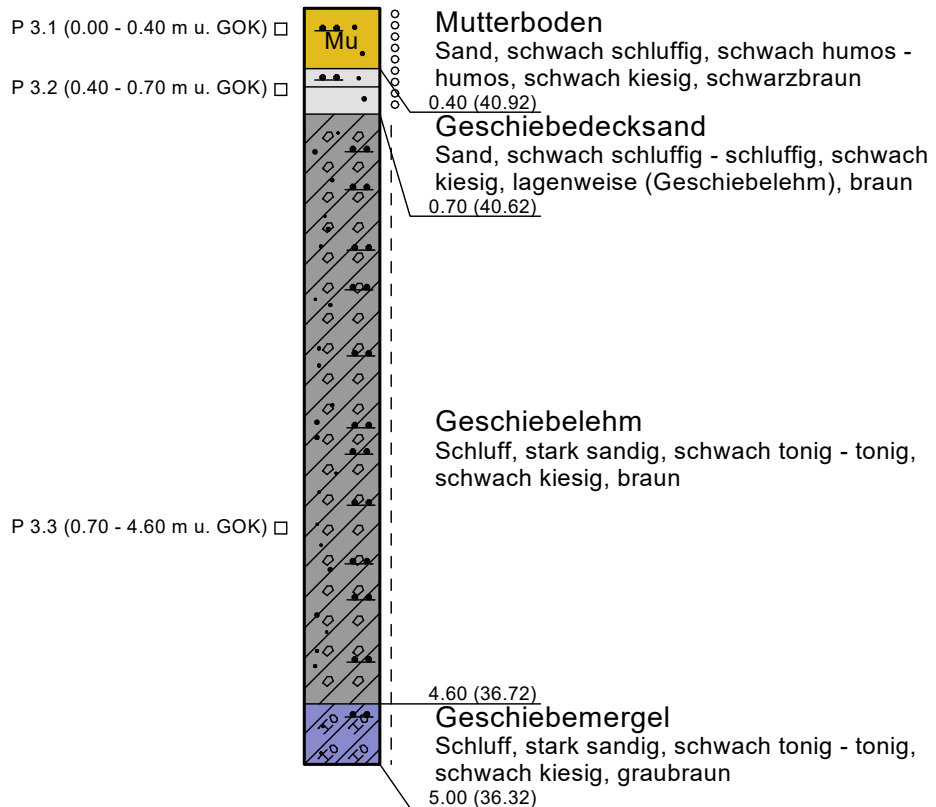 P 3.1 (0.00 - 0.40 m u. GOK)
Mu
Mutterboden
Sand, schwach schluffig, schwach humos -
humos, schwach kiesig, schwarzbraun
0.40 (40.92)
P 3.2 (0.40 - 0.70 m u. GOK)
Geschiebedecksand
Sand, schwach schluffig - schluffig, schwach
kiesig, lagenweise (Geschiebelehm), braun
0.70 (40.62)
Geschiebelehm
Schluff, stark sandig, schwach tonig - tonig,
schwach kiesig, braun
P 3.3 (0.70 - 4.60 m u. GOK)
4.60 (36.72)
Geschiebemergel
Schluff, stark sandig, schwach tonig - tonig,
schwach kiesig, graubraun
5.00 (36.32)